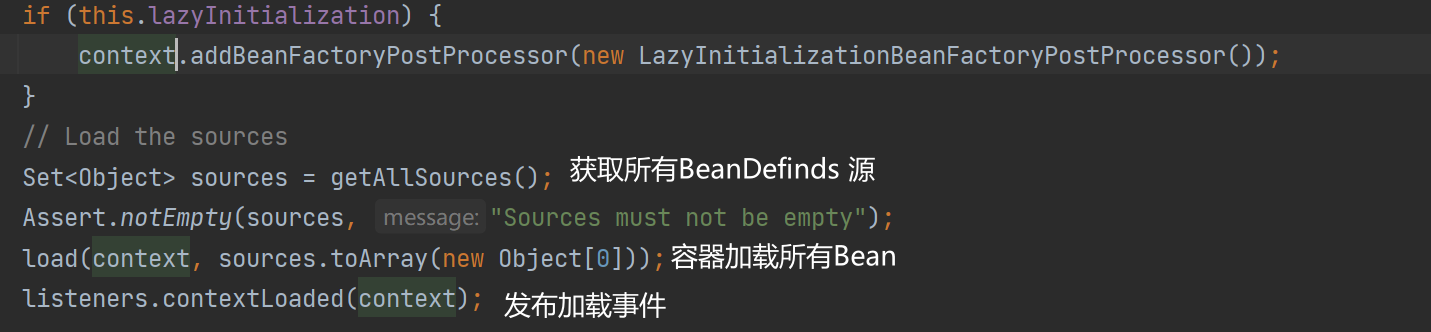 if (this.lazyInitialization) {
context.addBeanFactoryPostProcessor(new LazyInitializationBeanFactoryPostProcessor());
}
// Load the sources
Set<Object> sources = getAllSources(); 获取所有BeanDefinds 源
Assert.notEmpty(sources, message: "Sources must not be empty");
load(context, sources.toArray(new Object[0])); 容器加载所有Bean
listeners.contextLoaded(context); 发布加载事件